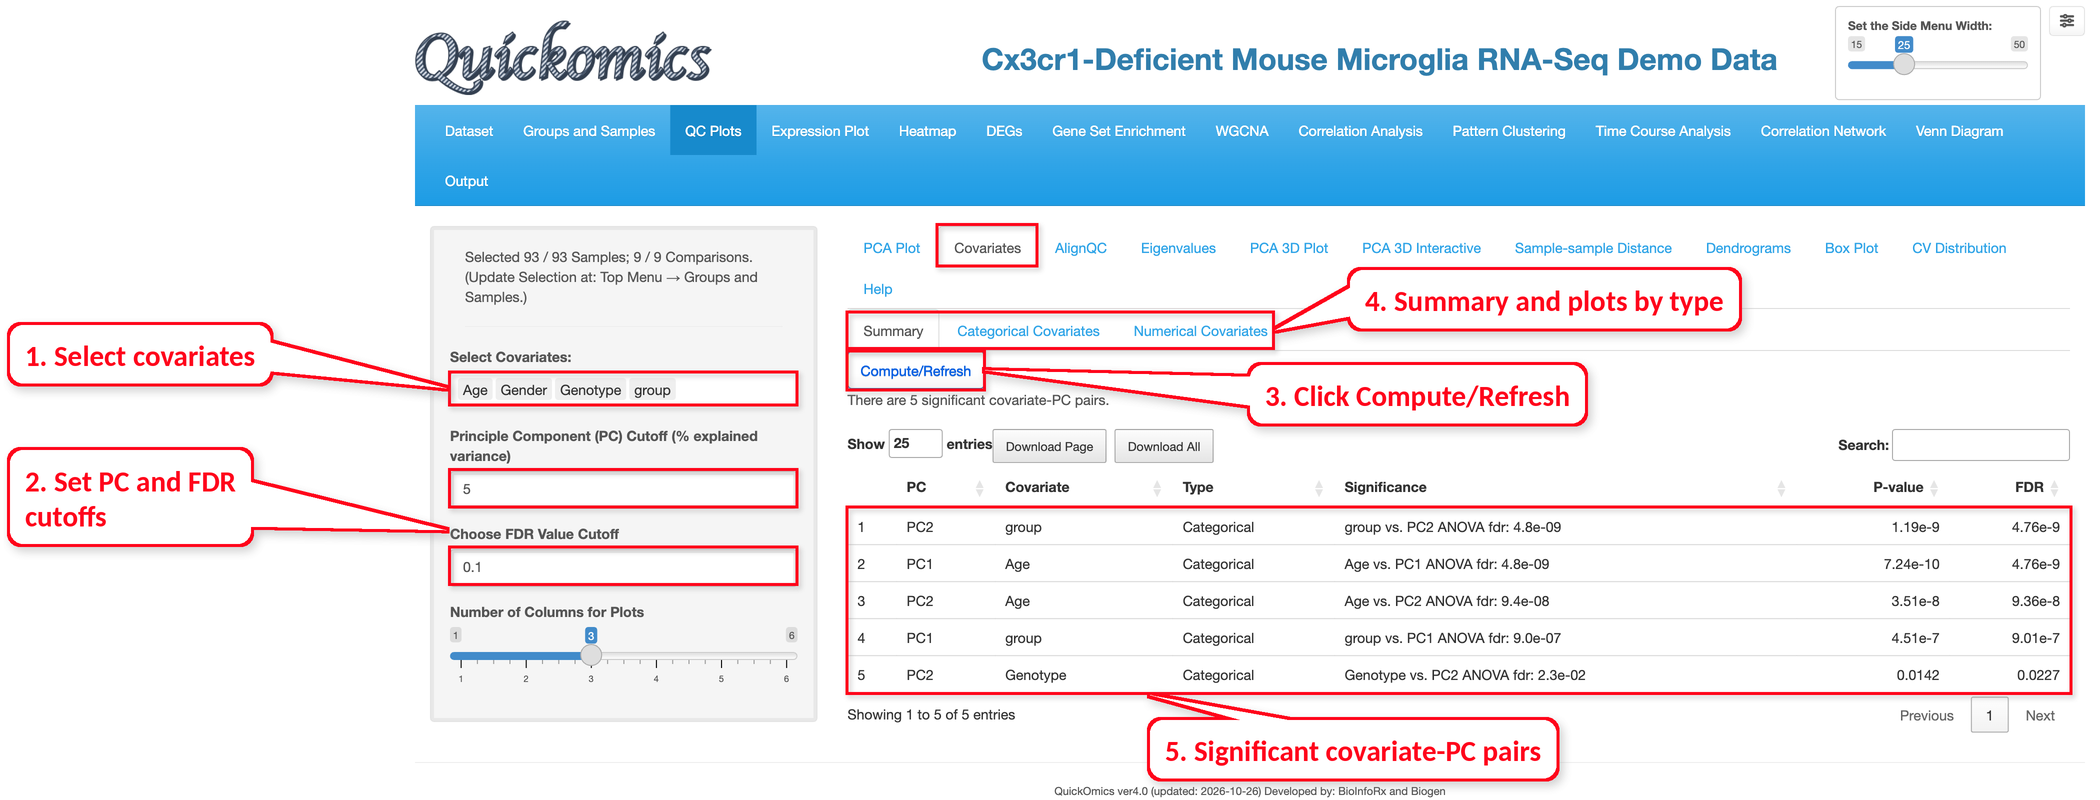 Quickomics
Cx3cr1-Deficient Mouse Microglia RNA-Seq Demo Data
Set the Side Menu Width:
15 25 50
Dataset Groups and Samples QC Plots Expression Plot Heatmap DEGs Gene Set Enrichment WGCNA Correlation Analysis Pattern Clustering Time Course Analysis Correlation Network Venn Diagram
Output
Selected 93 / 93 Samples; 9 / 9 Comparisons.
(Update Selection at: Top Menu → Groups and
Samples.)
1. Select covariates
Select Covariates:
Age Gender Genotype group
Principle Component (PC) Cutoff (% explained
variance)
5
2. Set PC and FDR
cutoffs
Choose FDR Value Cutoff
0.1
Number of Columns for Plots
1 3 6
1 2 3 4 5 6
PCA Plot Covariates AlignQC Eigenvalues PCA 3D Plot PCA 3D Interactive Sample-sample Distance Dendrograms Box Plot CV Distribution
Help
4. Summary and plots by type
Summary Categorical Covariates Numerical Covariates
Compute/Refresh
3. Click Compute/Refresh
There are 5 significant covariate-PC pairs.
Show 25 entries Download Page Download All Search:
PC Covariate Type Significance P-value FDR
1 PC2 group Categorical group vs. PC2 ANOVA fdr: 4.8e-09 1.19e-9 4.76e-9
2 PC1 Age Categorical Age vs. PC1 ANOVA fdr: 4.8e-09 7.24e-10 4.76e-9
3 PC2 Age Categorical Age vs. PC2 ANOVA fdr: 9.4e-08 3.51e-8 9.36e-8
4 PC1 group Categorical group vs. PC1 ANOVA fdr: 9.0e-07 4.51e-7 9.01e-7
5 PC2 Genotype Categorical Genotype vs. PC2 ANOVA fdr: 2.3e-02 0.0142 0.0227
Showing 1 to 5 of 5 entries Previous 1 Next
5. Significant covariate-PC pairs
QuickOmics ver4.0 (updated: 2026-10-26) Developed by: BioInfoRx and Biogen